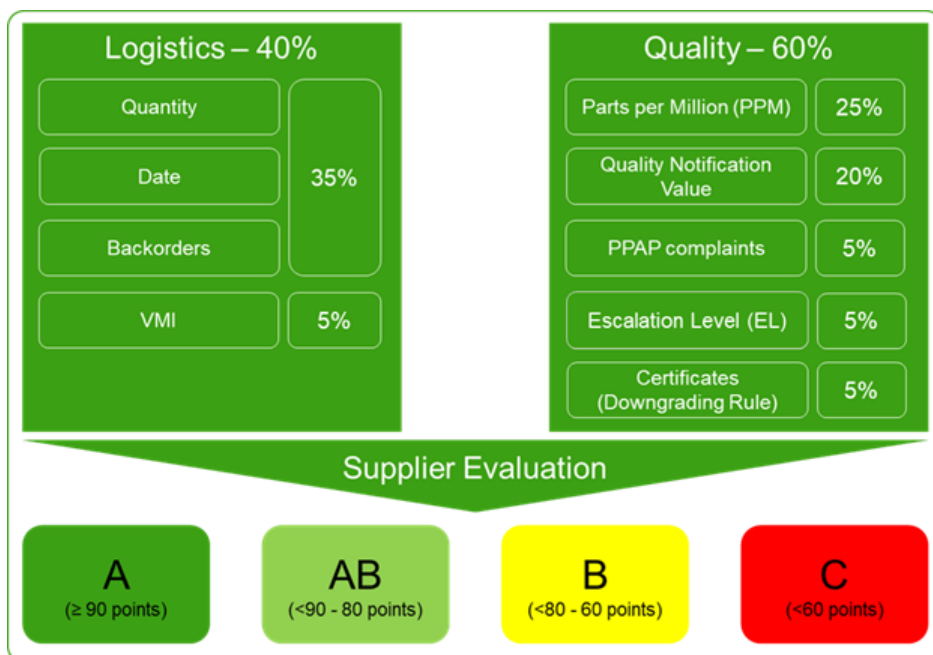 Logistics – 40%
Quantity
Date
Backorders
35%
VMI
5%
Quality – 60%
Parts per Million (PPM)
25%
Quality Notification
Value
20%
PPAP complaints
5%
Escalation Level (EL)
5%
Certificates
(Downgrading Rule)
5%
Supplier Evaluation
A
(≥ 90 points)
AB
(<90 - 80 points)
B
(<80 - 60 points)
C
(<60 points)